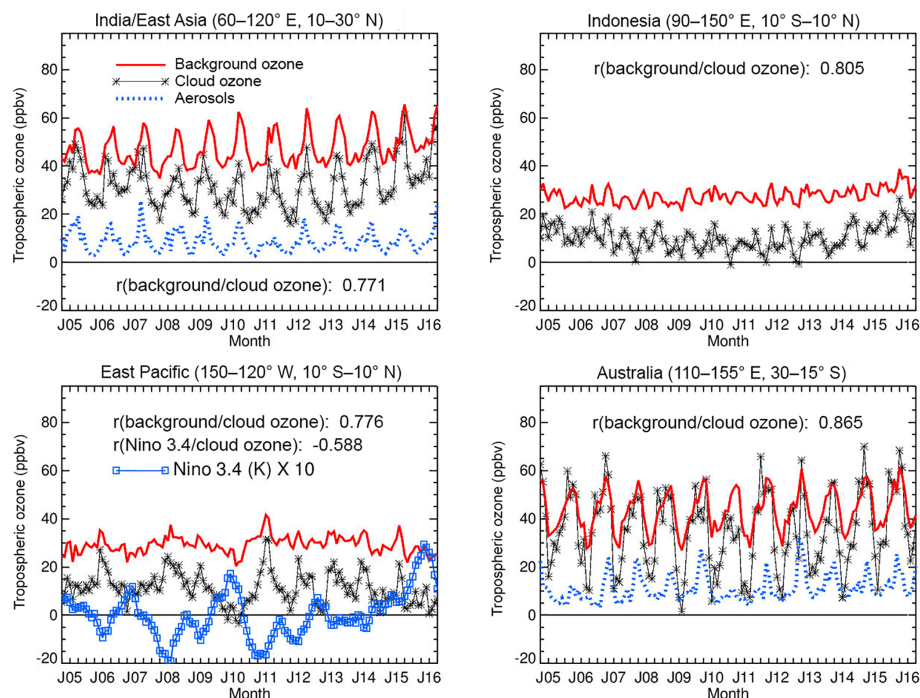 India/East Asia (60–120° E, 10–30° N)
Background ozone
Cloud ozone
Aerosols
r(background/cloud ozone): 0.771
Tropospheric ozone (ppbv)
80
60
40
20
0
-20
J05 J06 J07 J08 J09 J10 J11 J12 J13 J14 J15 J16
Month
Indonesia (90–150° E, 10° S–10° N)
r(background/cloud ozone): 0.805
Tropospheric ozone (ppbv)
80
60
40
20
0
-20
J05 J06 J07 J08 J09 J10 J11 J12 J13 J14 J15 J16
Month
East Pacific (150–120° W, 10° S–10° N)
r(background/cloud ozone): 0.776
r(Nino 3.4/cloud ozone): -0.588
Nino 3.4 (K) X 10
Tropospheric ozone (ppbv)
80
60
40
20
0
-20
J05 J06 J07 J08 J09 J10 J11 J12 J13 J14 J15 J16
Month
Australia (110–155° E, 30–15° S)
r(background/cloud ozone): 0.865
Tropospheric ozone (ppbv)
80
60
40
20
0
-20
J05 J06 J07 J08 J09 J10 J11 J12 J13 J14 J15 J16
Month